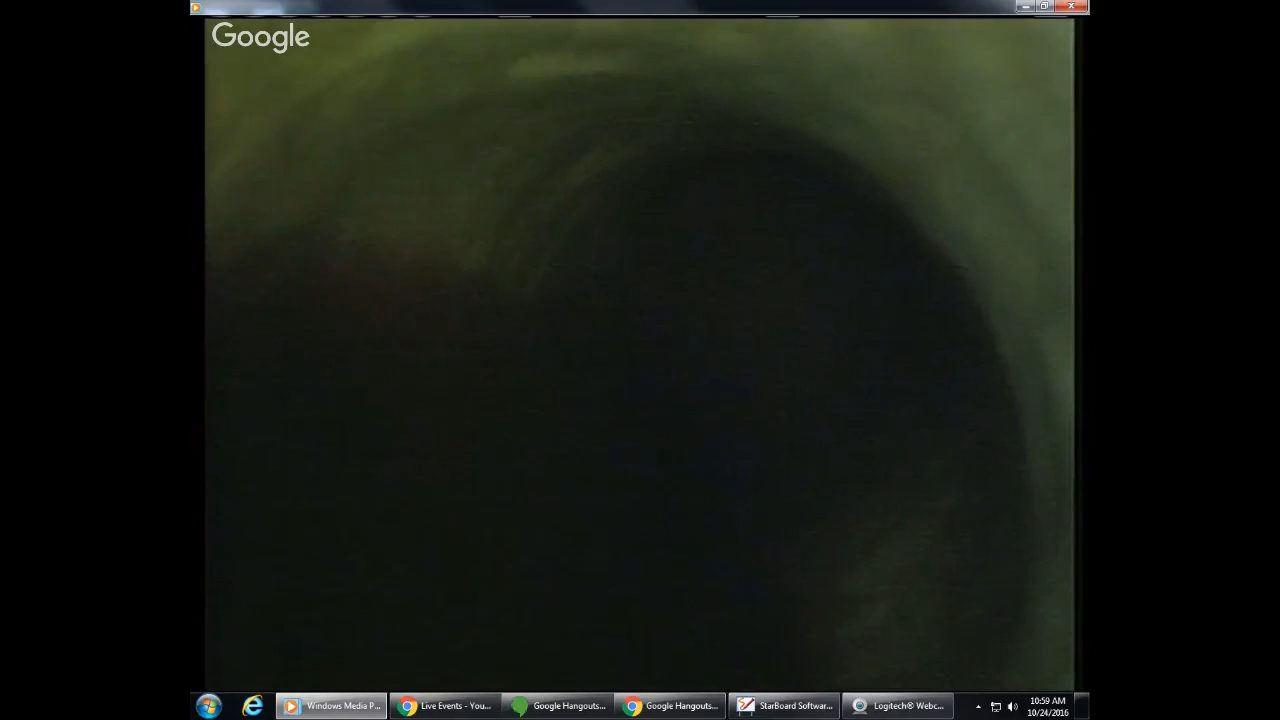 Google
Windows Media P...
Live Events - You...
Google Hangouts...
Google Hangouts...
StarBoard Softwar...
Logitech® Webc...
10:59 AM
10/24/2016